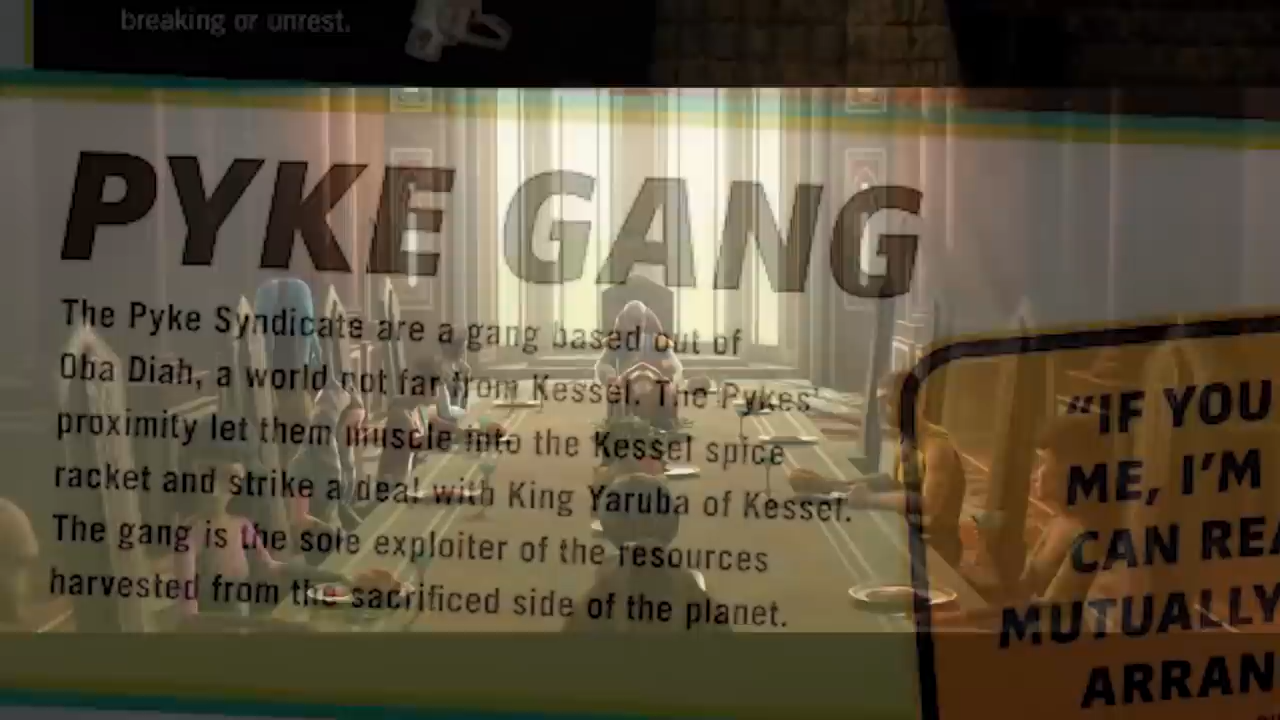 breaking or unrest.
PYKE GANG
The Pyke Syndicate are a gang based out of
Oba Diah, a world not far from Kessel. The Pykes'
proximity let them muscle into the Kessel spice
racket and strike a deal with King Yaruba of Kessel.
The gang is the sole exploiter of the resources
harvested from the sacrificed side of the planet.
"IF YOU
ME, I'M
CAN
MUTUALLY